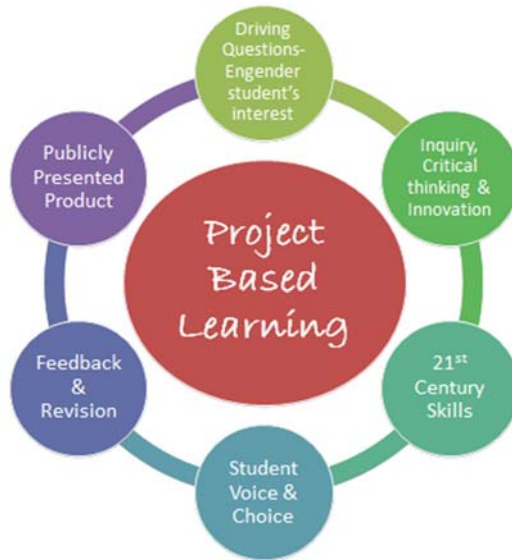 Driving
Questions-
Engender
student's
interest
Inquiry,
Critical
thinking &
Innovation
21st
Century
Skills
Student
Voice &
Choice
Feedback
&
Revision
Publicly
Presented
Product
Project
Based
Learning